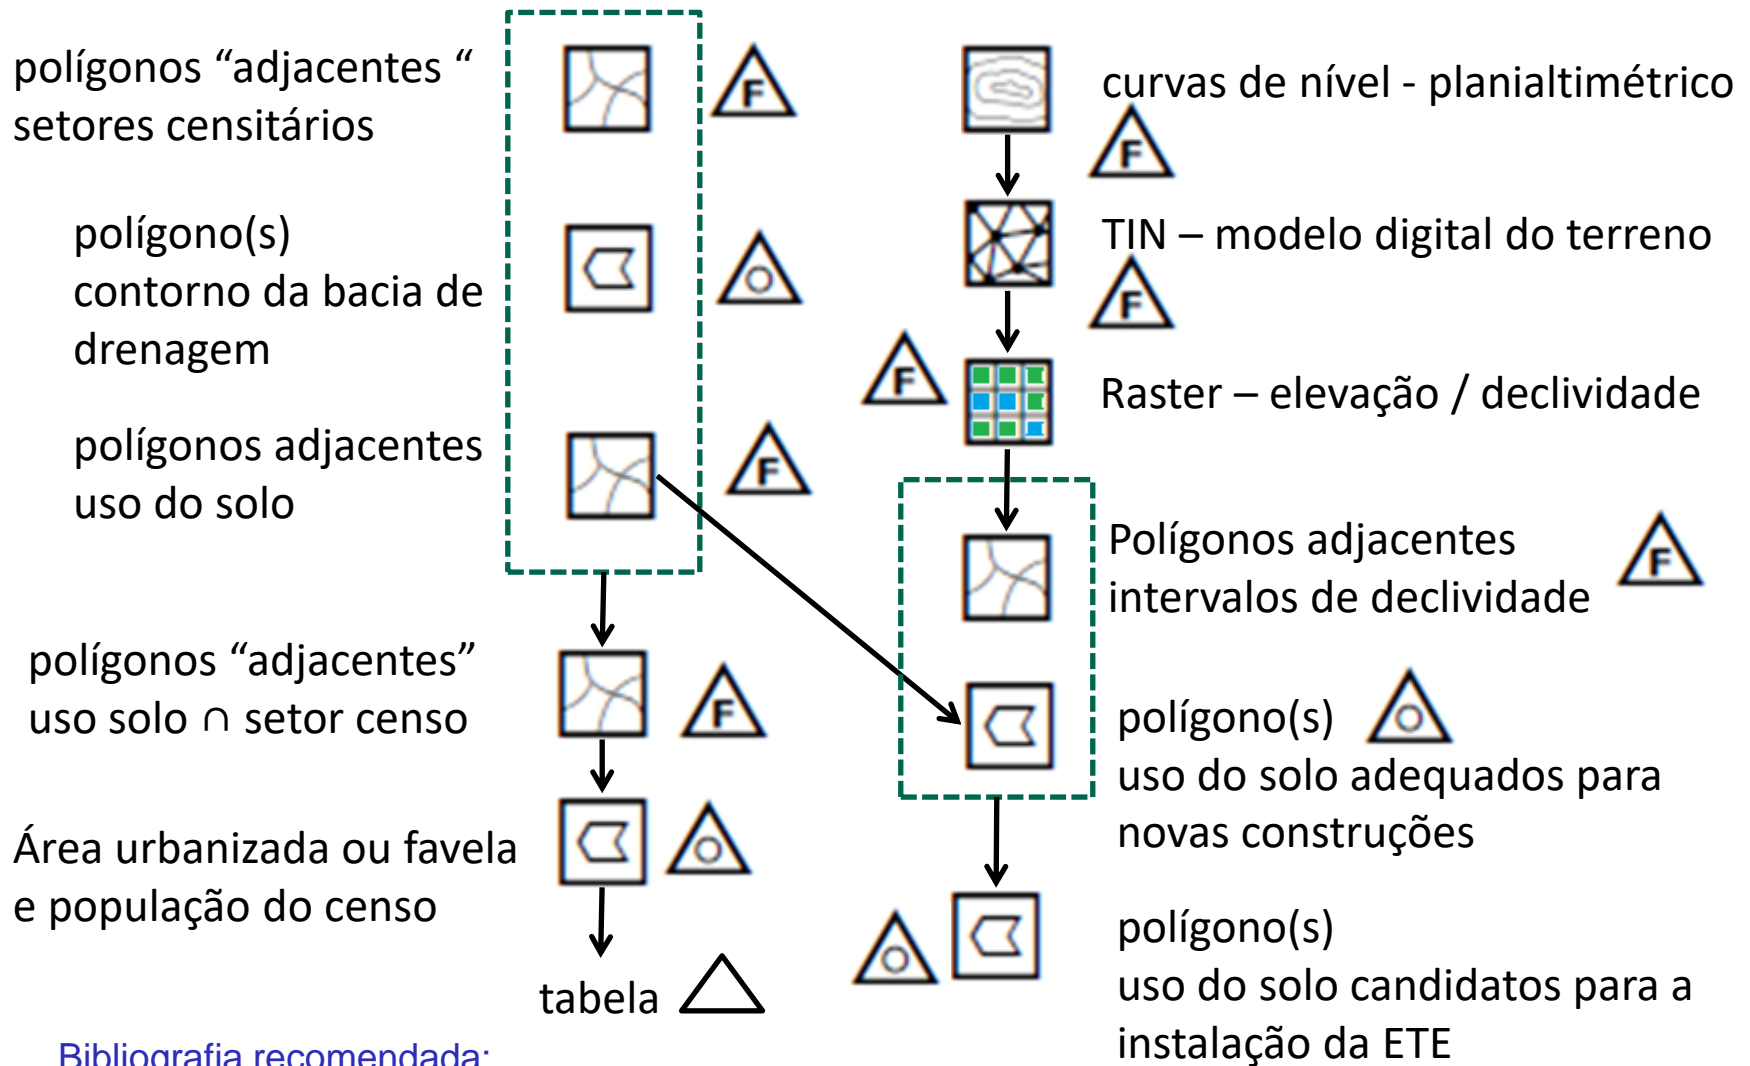 polígonos “adjacentes “
setores censitários
F
polígono(s)
contorno da bacia de
drenagem
polígonos adjacentes
uso do solo
F
polígonos “adjacentes”
uso solo ∩ setor censo
F
Área urbanizada ou favela
e população do censo
tabela
Bibliografia recomendada:
curvas de nível - planialtimétrico
F
TIN – modelo digital do terreno
F
F
Raster – elevação / declividade
Polígonos adjacentes
intervalos de declividade
F
polígono(s)
uso do solo adequados para
novas construções
polígono(s)
uso do solo candidatos para a
instalação da ETE